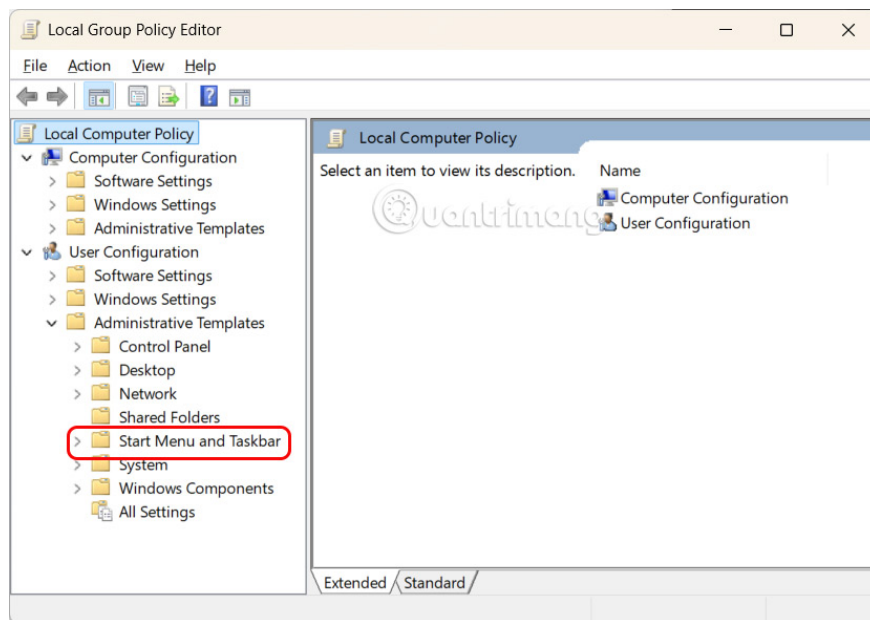 Local Group Policy Editor
File Action View Help
Local Computer Policy
Computer Configuration
Software Settings
Windows Settings
Administrative Templates
User Configuration
Software Settings
Windows Settings
Administrative Templates
Control Panel
Desktop
Network
Shared Folders
Start Menu and Taskbar
System
Windows Components
All Settings
Local Computer Policy
Select an item to view its description.
Name
Computer Configuration
User Configuration
Quantrimang
Extended
Standard